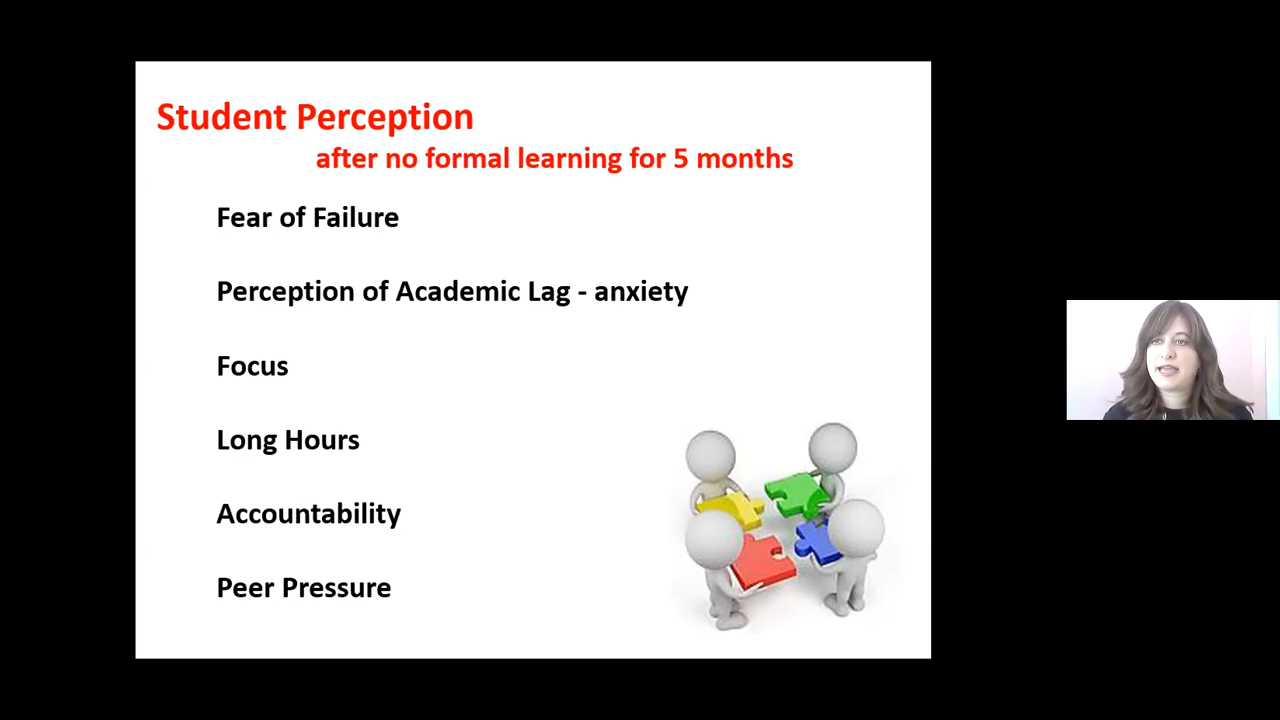 Student Perception
after no formal learning for 5 months
Fear of Failure
Perception of Academic Lag - anxiety
Focus
Long Hours
Accountability
Peer Pressure